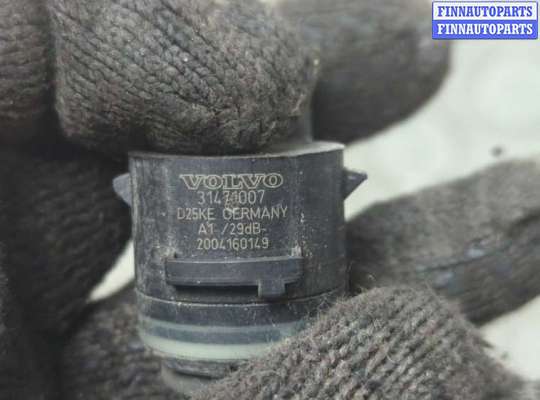 FINNAUTOPARTS
FINNAUTOPARTS
VOLVO
31471007
D25KE GERMANY
A1 /29dB-
2004160149